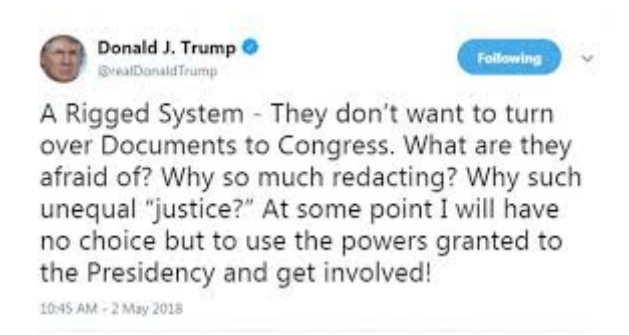 Donald J. Trump
@realDonaldTrump
Following
A Rigged System - They don't want to turn
over Documents to Congress. What are they
afraid of? Why so much redacting? Why such
unequal "justice?" At some point I will have
no choice but to use the powers granted to
the Presidency and get involved!
10:45 AM - 2 May 2018